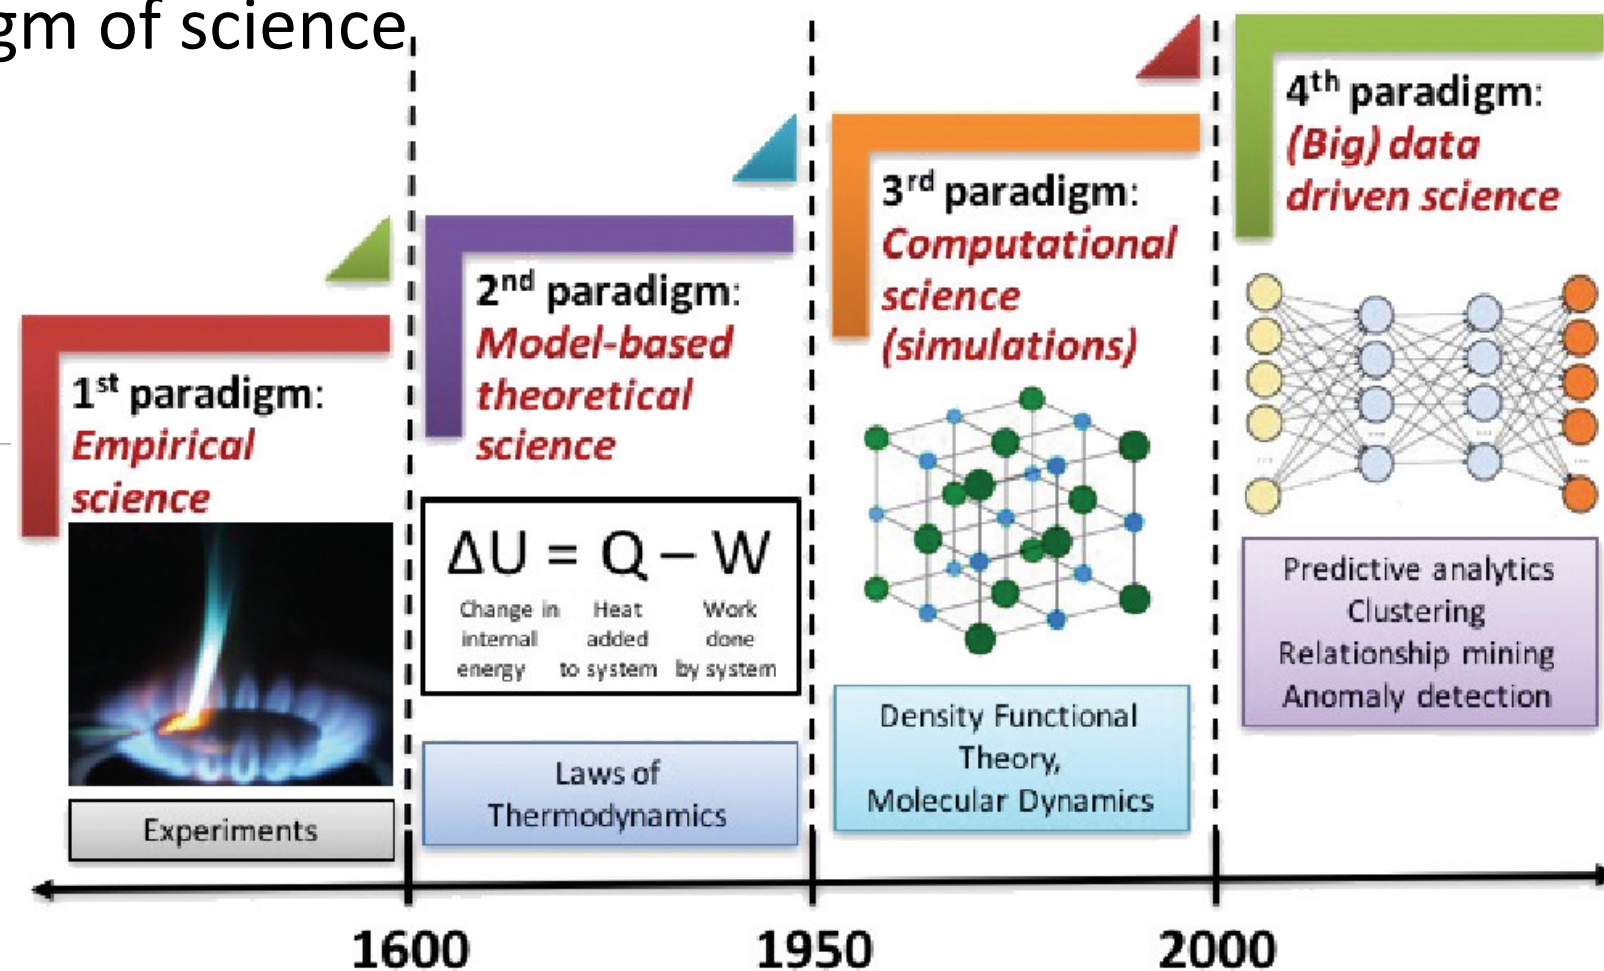 gm of science
1st paradigm:
Empirical
science
Experiments
2nd paradigm:
Model-based
theoretical
science
ΔU = Q – W
Change in internal energy
Heat added to system
Work done by system
Laws of
Thermodynamics
3rd paradigm:
Computational
science
(simulations)
Density Functional
Theory,
Molecular Dynamics
4th paradigm:
(Big) data
driven science
...
...
...
...
Predictive analytics
Clustering
Relationship mining
Anomaly detection
1600
1950
2000